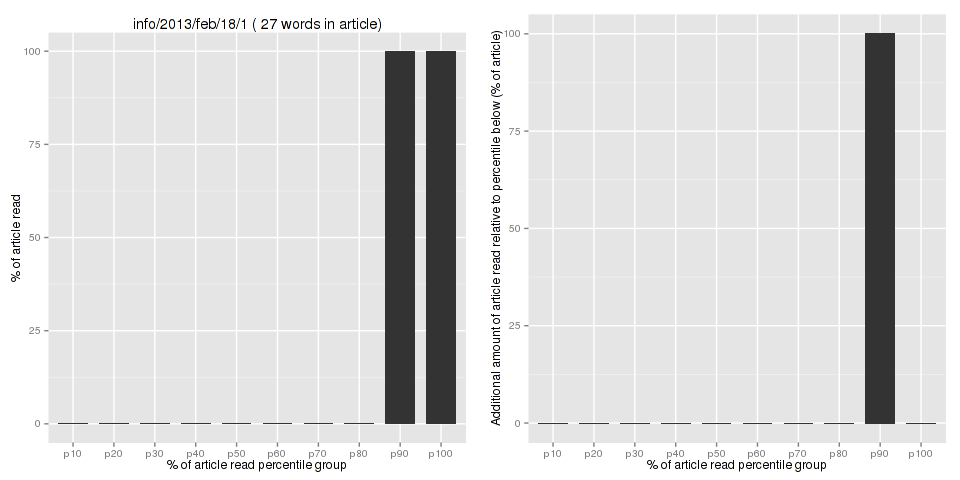 info/2013/feb/18/1 ( 27 words in article)
% of article read
100
75
50
25
0
p10 p20 p30 p40 p50 p60 p70 p80 p90 p100
% of article read percentile group
Additional amount of article read relative to percentile below (% of article)
100
75
50
25
0
p10 p20 p30 p40 p50 p60 p70 p80 p90 p100
% of article read percentile group